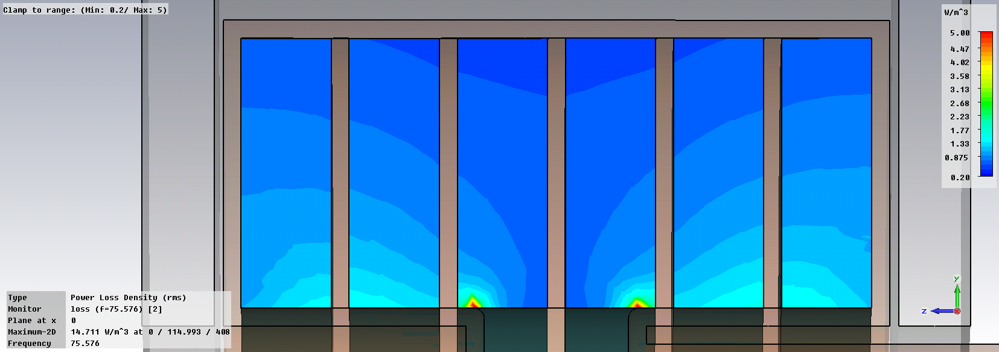 Clamp to range: (Min: 0.2/ Max: 5)
W/m^3
5.00
4.47
4.02
3.58
3.13
2.68
2.23
1.77
1.33
0.875
0.20
y
z
x
Type Power Loss Density (rms)
Monitor loss (f=75.576) [2]
Plane at x 0
Maximum-2D 14.711 W/m^3 at 0 / 114.993 / 408
Frequency 75.576